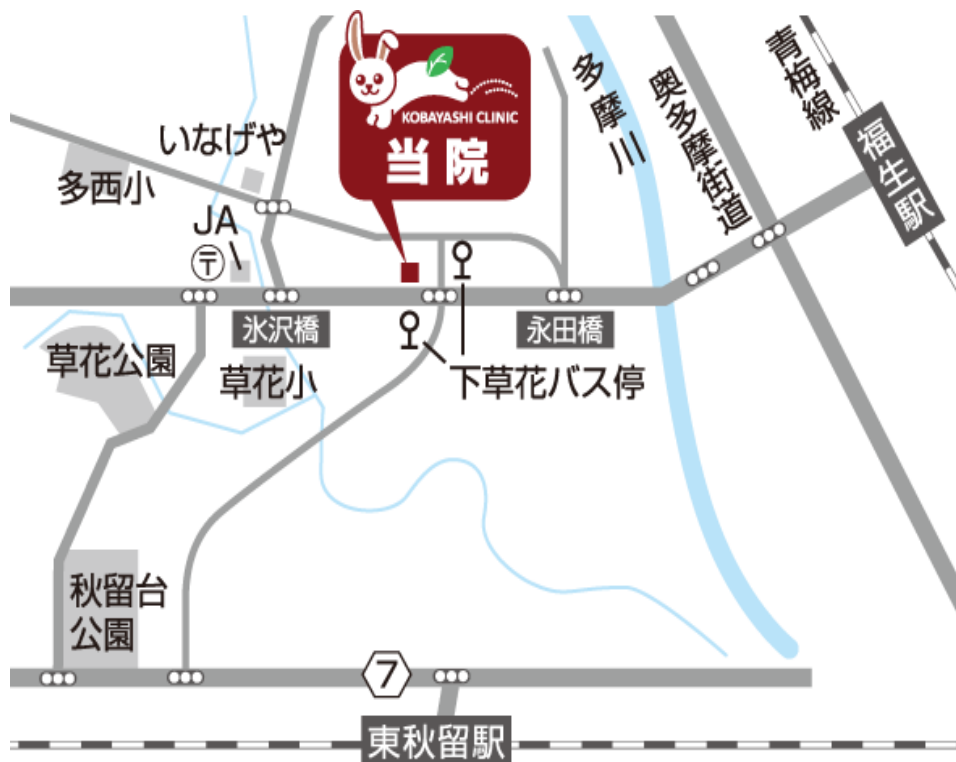 KOBAYASHI CLINIC
当院
いなげや
多西小
JA
〒
多摩川
奥多摩街道
青梅線
福生駅
氷沢橋
永田橋
草花公園
草花小
下草花バス停
秋留台
公園
7
東秋留駅